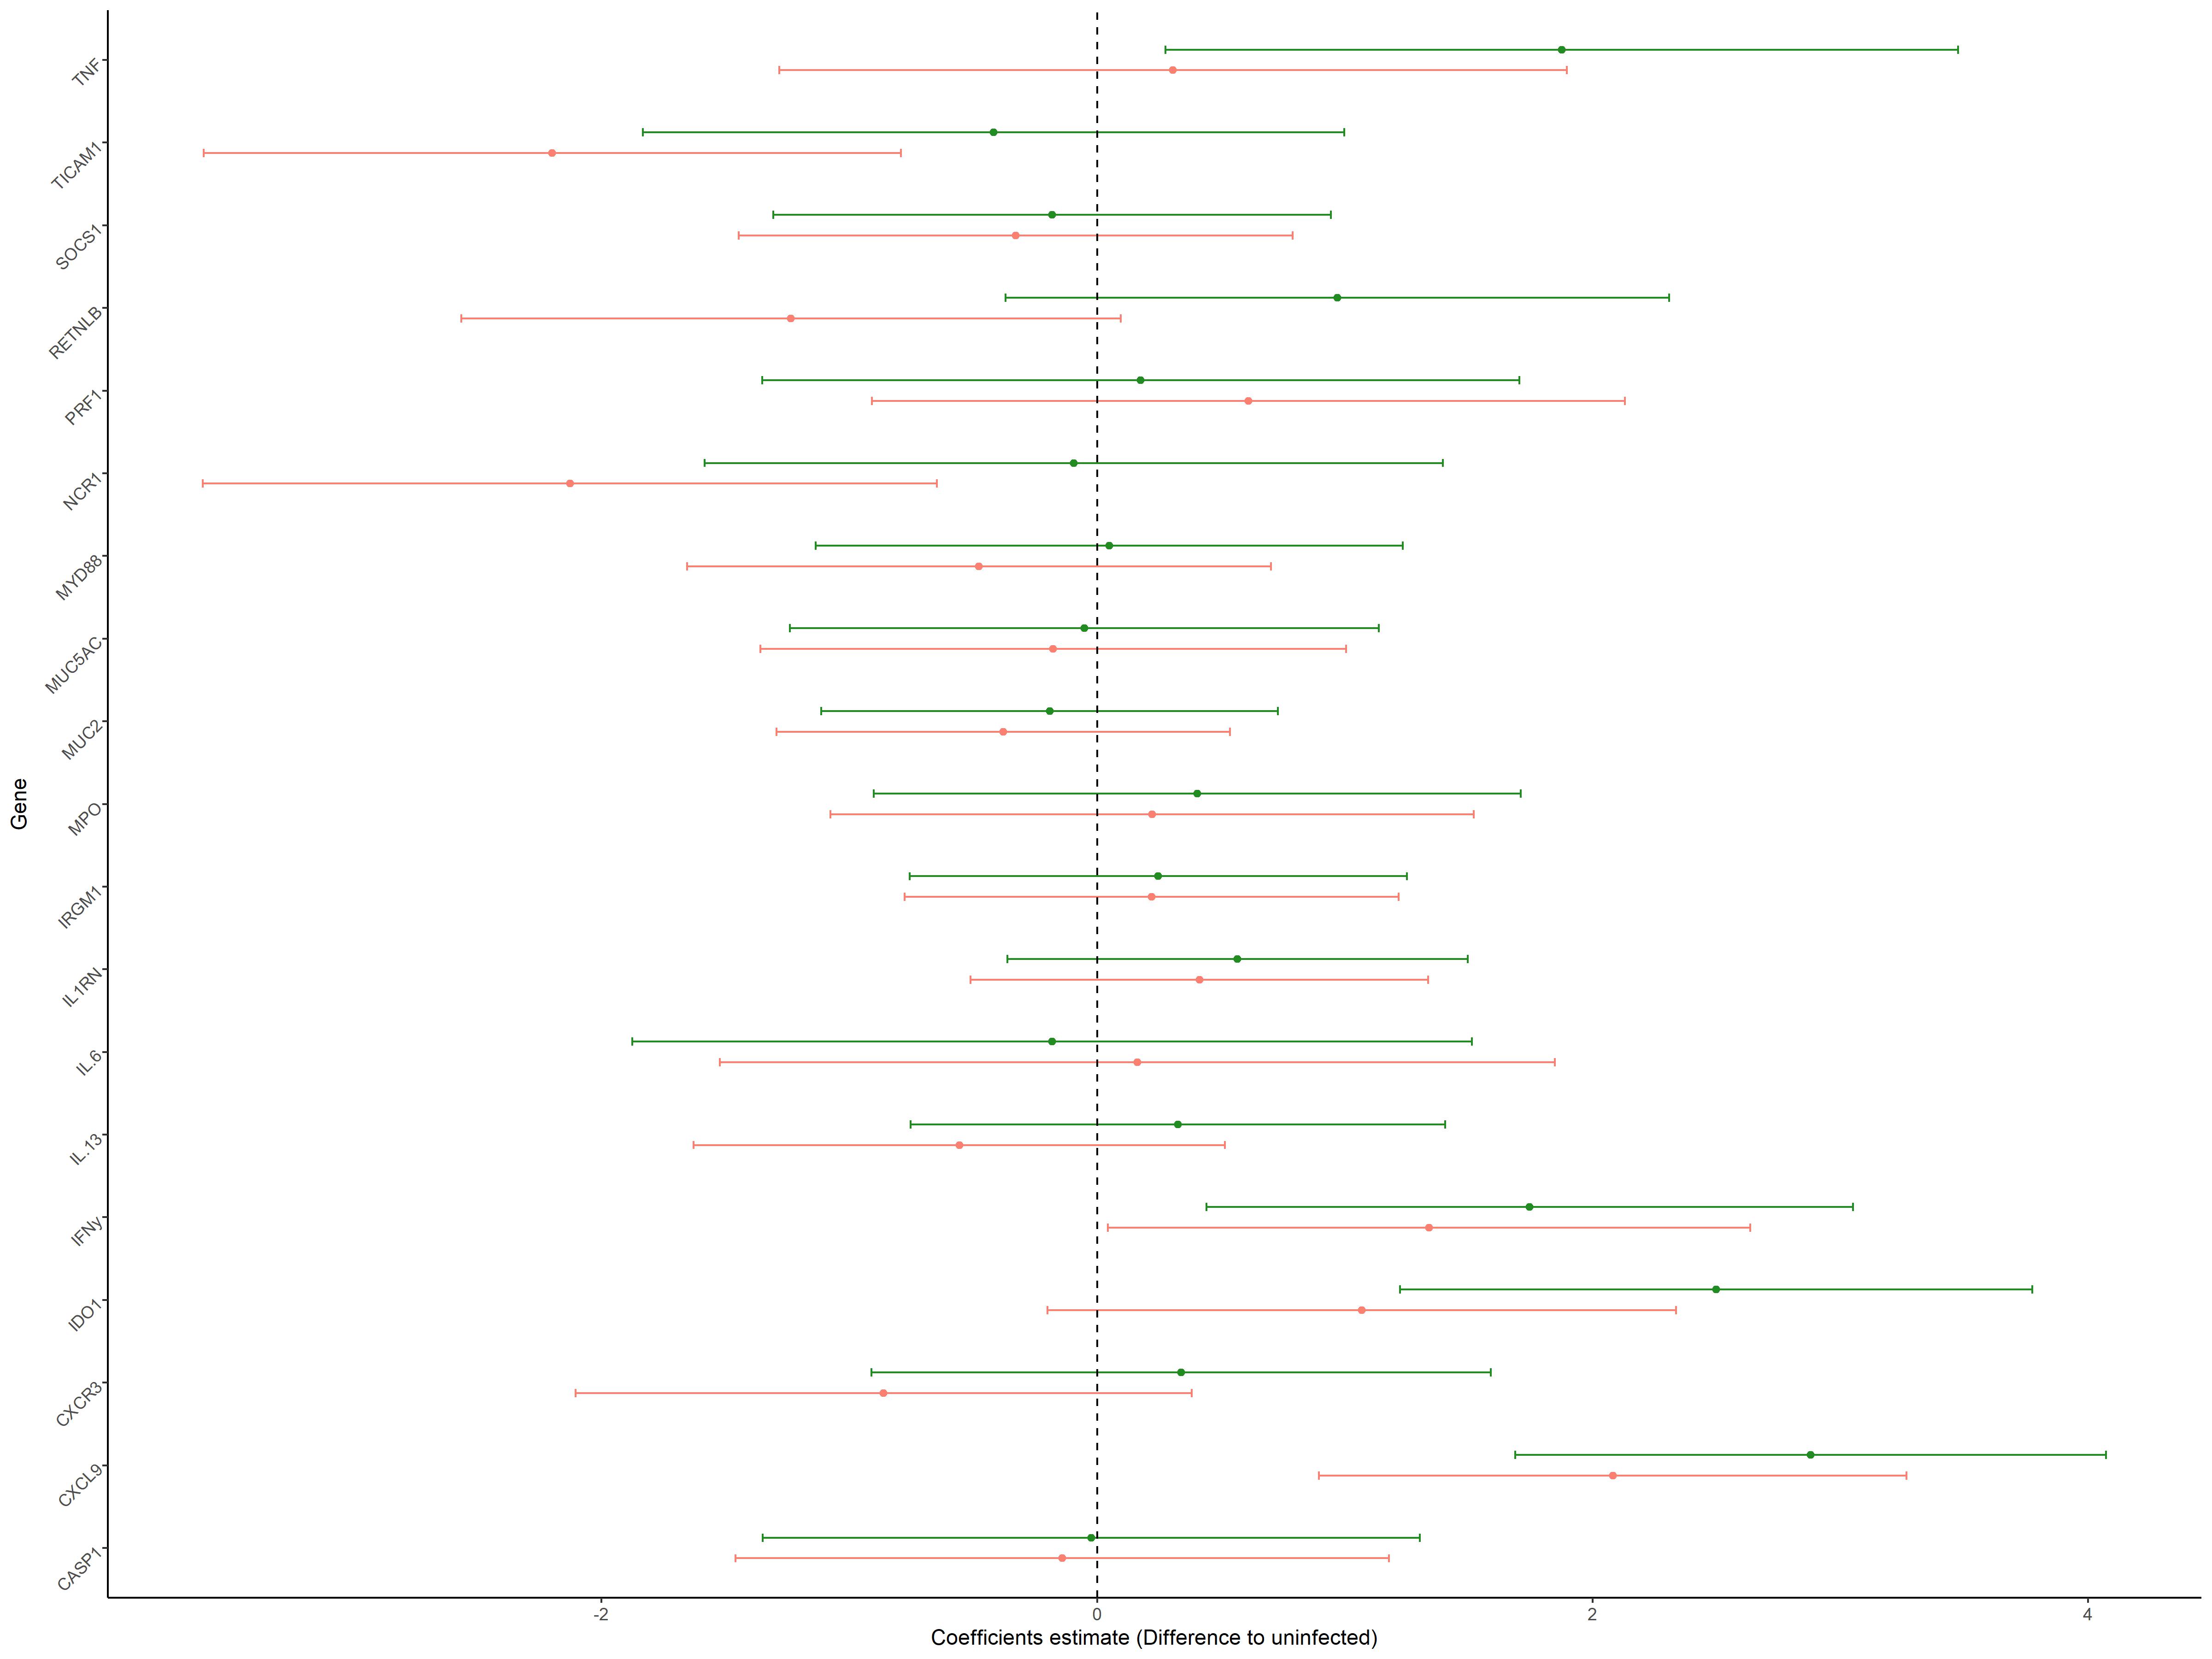 TNF
TICAM1
SOCS1
RETNLB
PRF1
NCR1
MYD88
MUC5AC
MUC2
MPO
IRGM1
IL1RN
IL.6
IL.13
IFNy
IDO1
CXCR3
CXCL9
CASP1
Gene
-2
0
2
4
Coefficients estimate (Difference to uninfected)